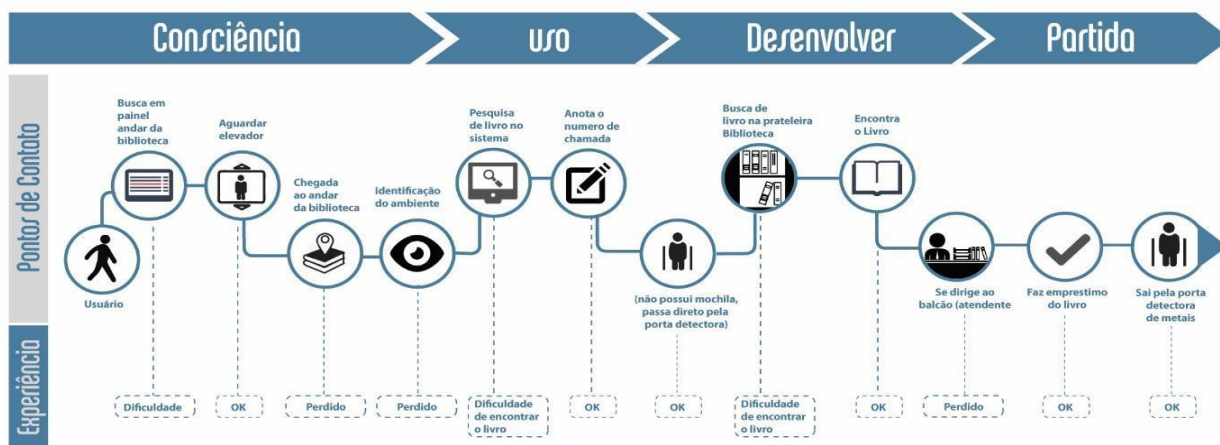 Consciência
uso
Desenvolver
Partida
Pontos de Contato
Busca em
painel
andar da
biblioteca
Aguardar
elevador
Chegada
ao andar
da biblioteca
identificação
do ambiente
Pesquisa
de livro no
sistema
Anota o
numero de
chamada
Busca de
livro na prateleira
Biblioteca
Encontra
o Livro
Usuário
(não possui mochila,
passa direto pela
porta detectora)
Se dirige ao
balcão (atendente
Faz emprestimo
do livro
Sai pela porta
detectora
de metais
Experiência
Dificuldade
OK
Perdido
Perdido
Dificuldade
de encontrar
o livro
OK
OK
Dificuldade
de encontrar
o livro
OK
Perdido
OK
OK